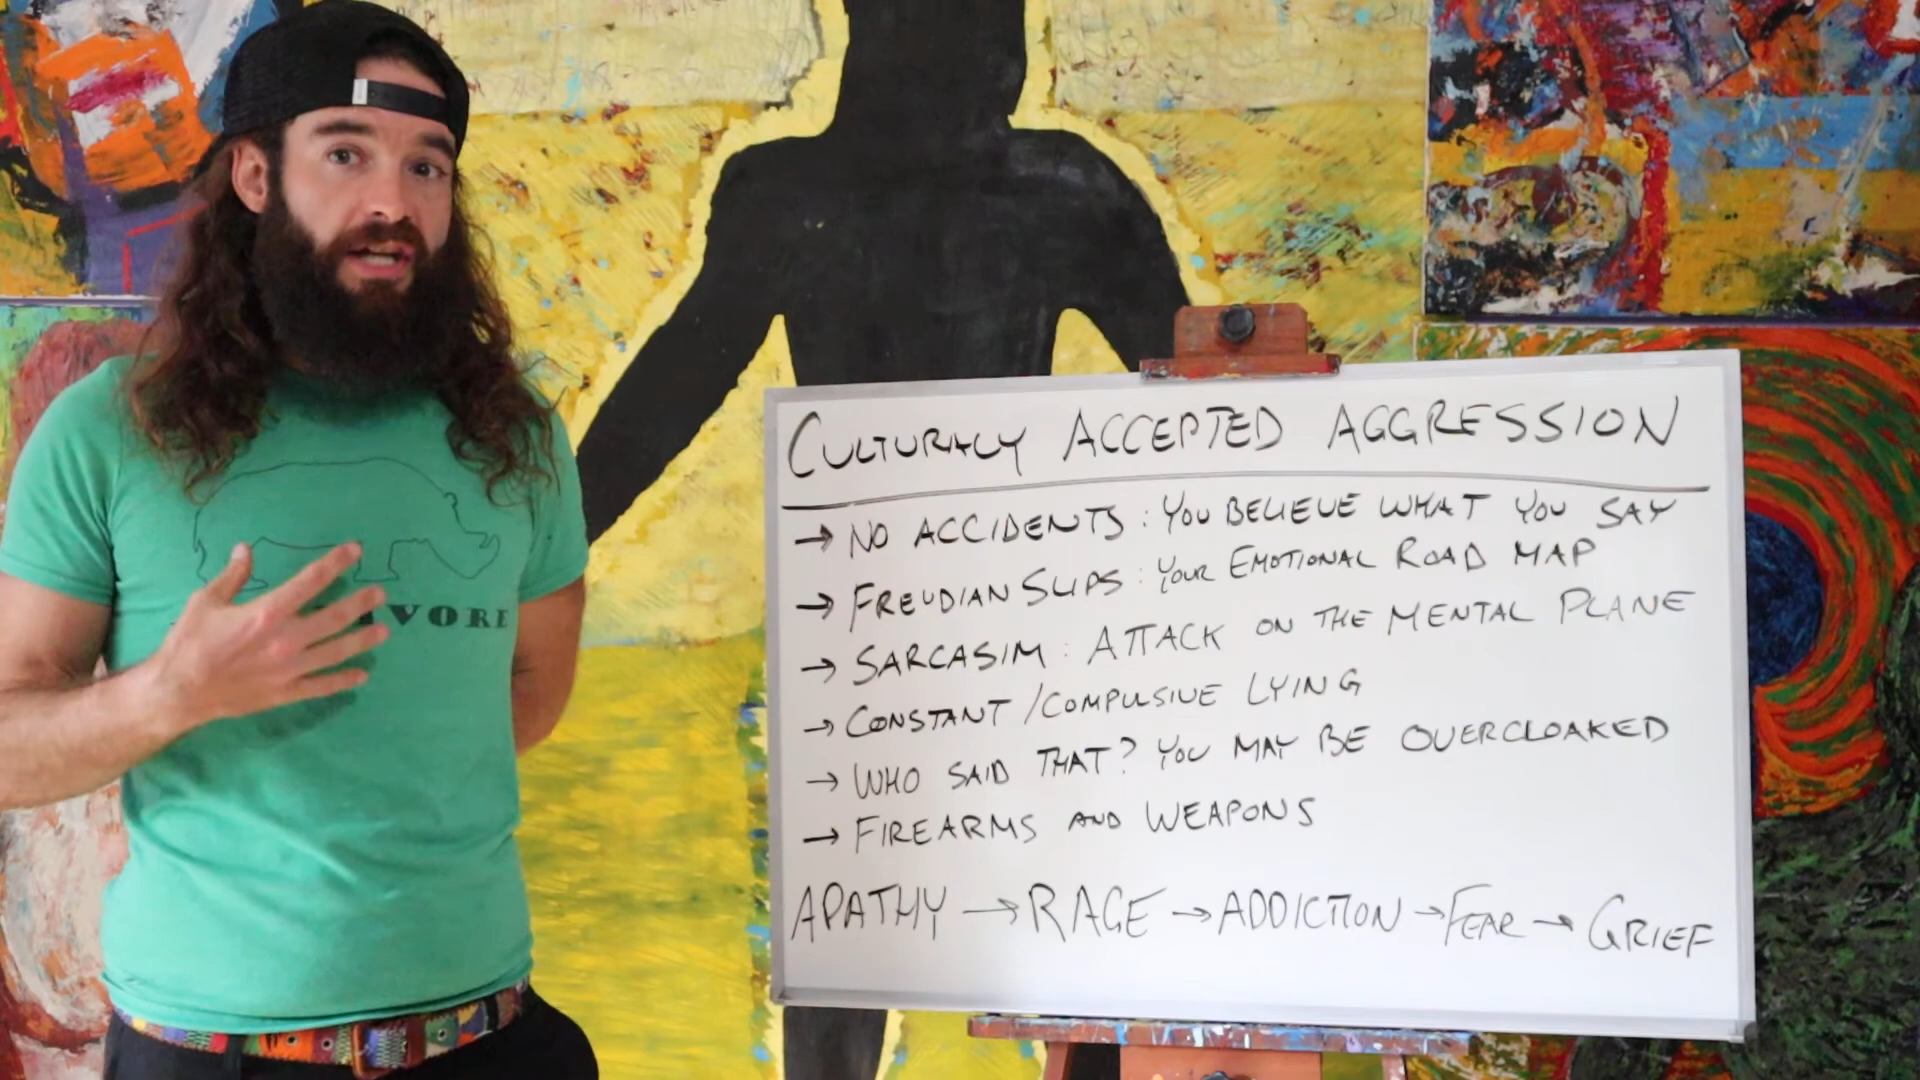 CULTURALY ACCEPTED AGGRESSION
→ NO ACCIDENTS : YOU BELIEVE WHAT YOU SAY
→ FREUDIAN SLIPS : YOUR EMOTIONAL ROAD MAP
→ SARCASIM : ATTACK ON THE MENTAL PLANE
→ CONSTANT / COMPULSIVE LYING
→ WHO SAID THAT? YOU MAY BE OVERCLOAKED
→ FIREARMS AND WEAPONS
APATHY → RAGE → ADDICTION → FEAR → GRIEF